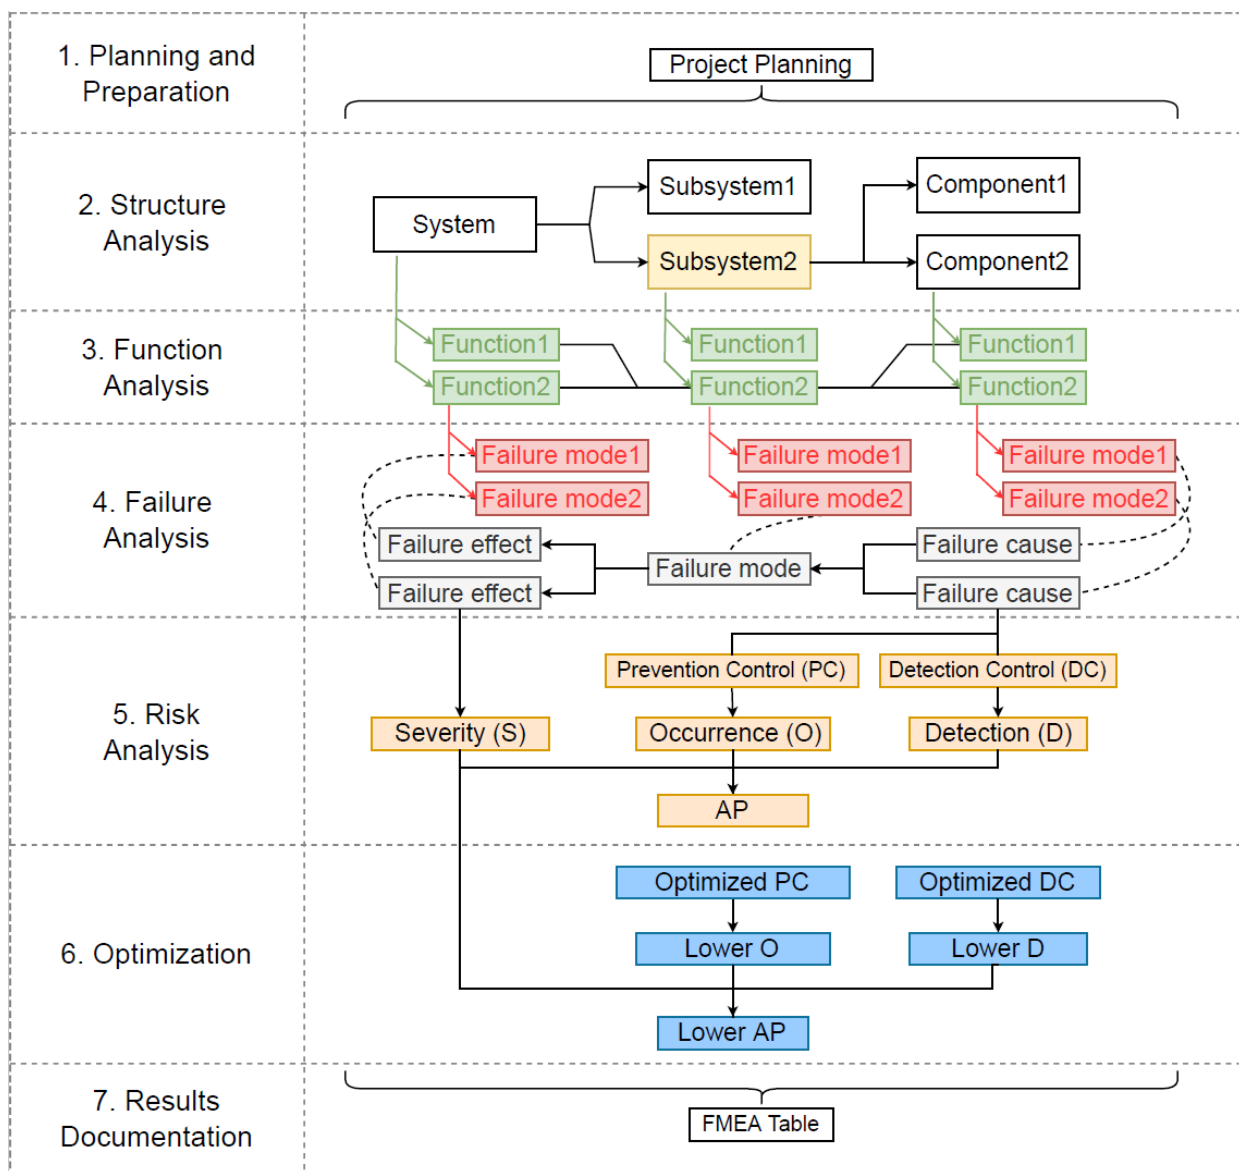 1. Planning and
Preparation
Project Planning
2. Structure
Analysis
System
Subsystem1
Subsystem2
Component1
Component2
3. Function
Analysis
Function1
Function1
Function1
Function2
Function2
Function2
4. Failure
Analysis
Failure mode1
Failure mode1
Failure mode1
Failure mode2
Failure mode2
Failure mode2
Failure effect
Failure effect
Failure mode
Failure cause
Failure cause
5. Risk
Analysis
Prevention Control (PC)
Detection Control (DC)
Severity (S)
Occurrence (O)
Detection (D)
AP
6. Optimization
Optimized PC
Optimized DC
Lower O
Lower D
Lower AP
7. Results
Documentation
FMEA Table